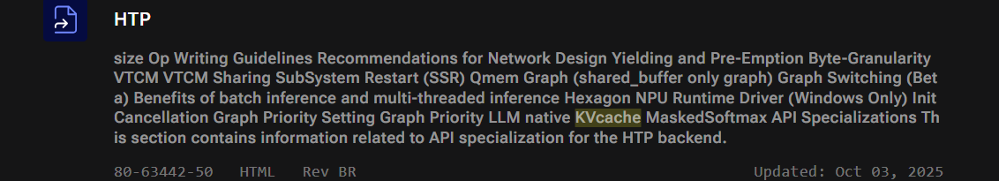 HTP
size Op Writing Guidelines Recommendations for Network Design Yielding and Pre-Emption Byte-Granularity
VTCM VTCM Sharing SubSystem Restart (SSR) Qmem Graph (shared_buffer only graph) Graph Switching (Bet
a) Benefits of batch inference and multi-threaded inference Hexagon NPU Runtime Driver (Windows Only) Init
Cancellation Graph Priority Setting Graph Priority LLM native KVcache MaskedSoftmax API Specializations Th
is section contains information related to API specialization for the HTP backend.
80-63442-50 HTML Rev BR Updated: Oct 03, 2025